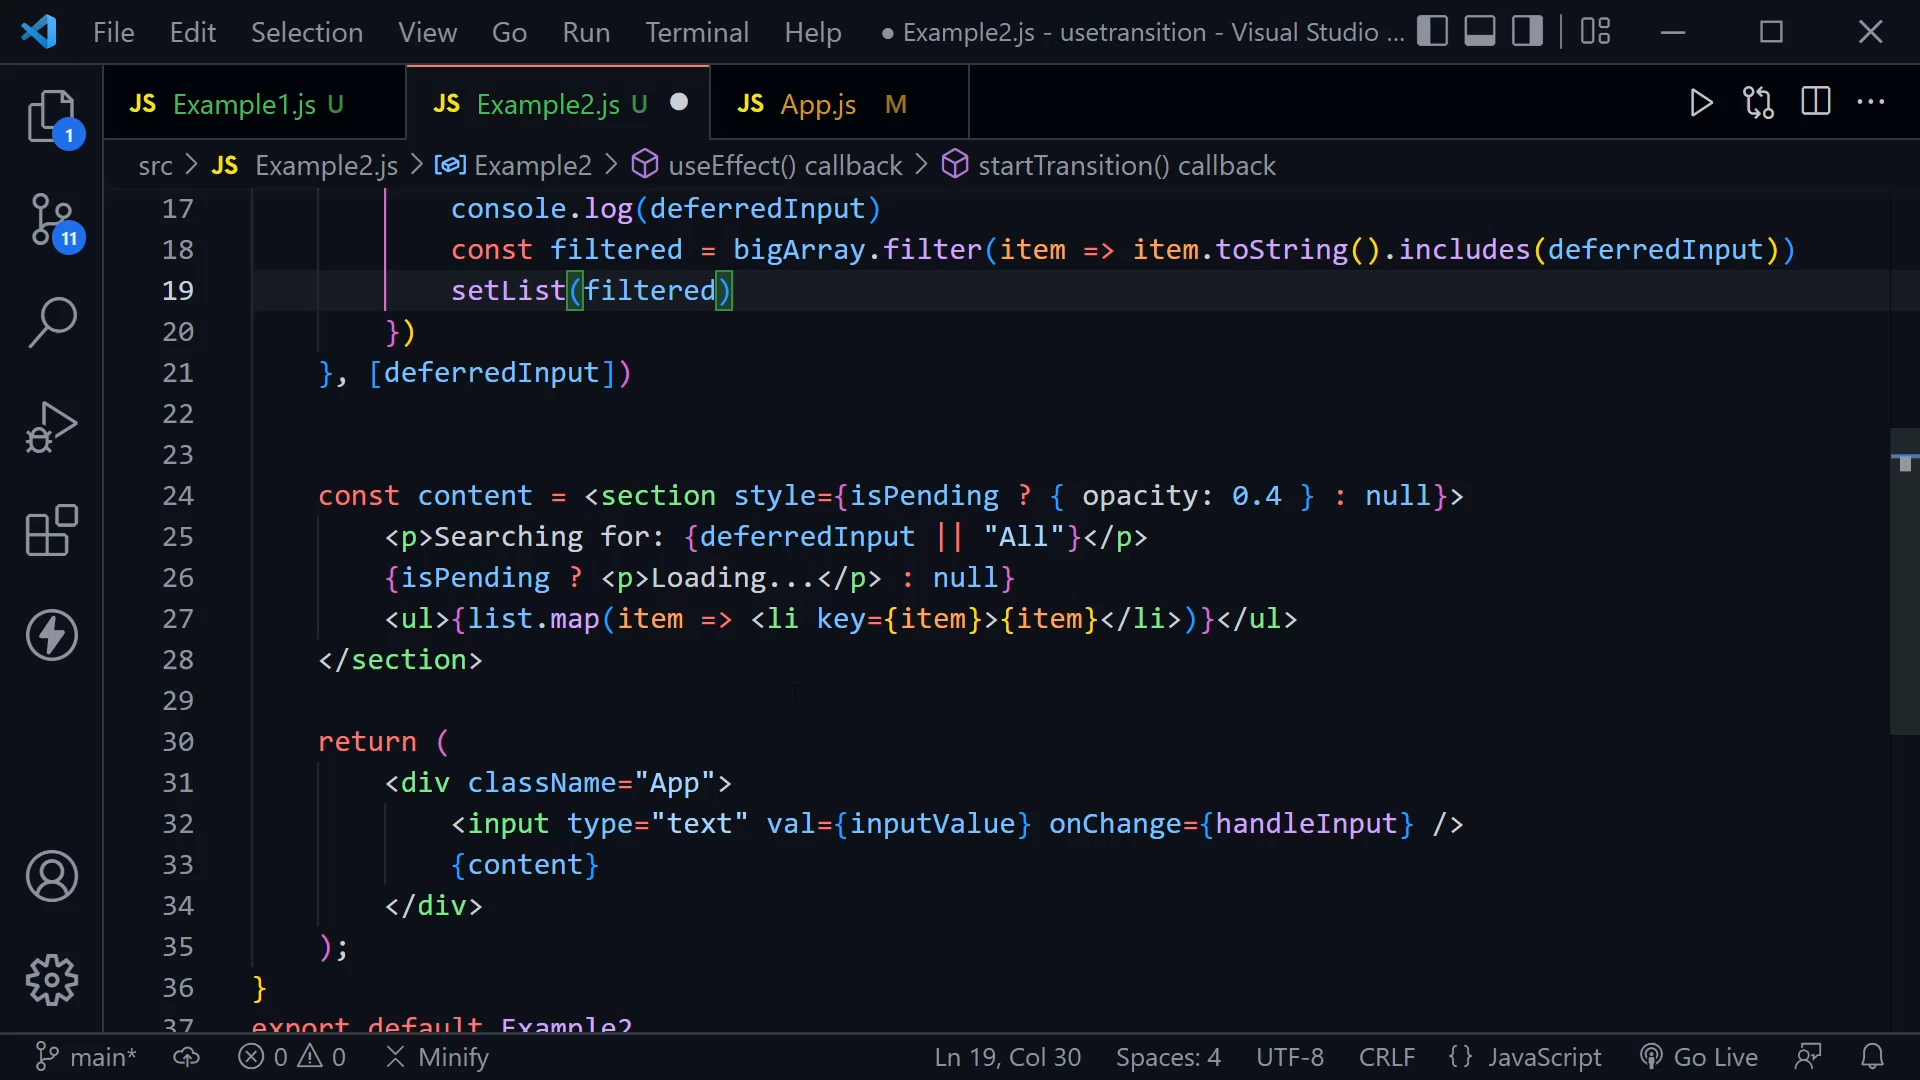 File Edit Selection View Go Run Terminal Help ● Example2.js - usetransition - Visual Studio ...
JS Example1.js U JS Example2.js U JS App.js M
1
src > JS Example2.js > Example2 > useEffect() callback > startTransition() callback
11
17 console.log(deferredInput)
18 const filtered = bigArray.filter(item => item.toString().includes(deferredInput))
19 setList(filtered)
20 })
21 }, [deferredInput])
22
23
24 const content = <section style={isPending ? { opacity: 0.4 } : null}>
25 <p>Searching for: {deferredInput || "All"}</p>
26 {isPending ? <p>Loading...</p> : null}
27 <ul>{list.map(item => <li key={item}>{item}</li>)}</ul>
28 </section>
29
30 return (
31 <div className="App">
32 <input type="text" val={inputValue} onChange={handleInput} />
33 {content}
34 </div>
35 );
36 }
37 export default Example2
main* 0 0 Minify Ln 19, Col 30 Spaces: 4 UTF-8 CRLF {} JavaScript Go Live